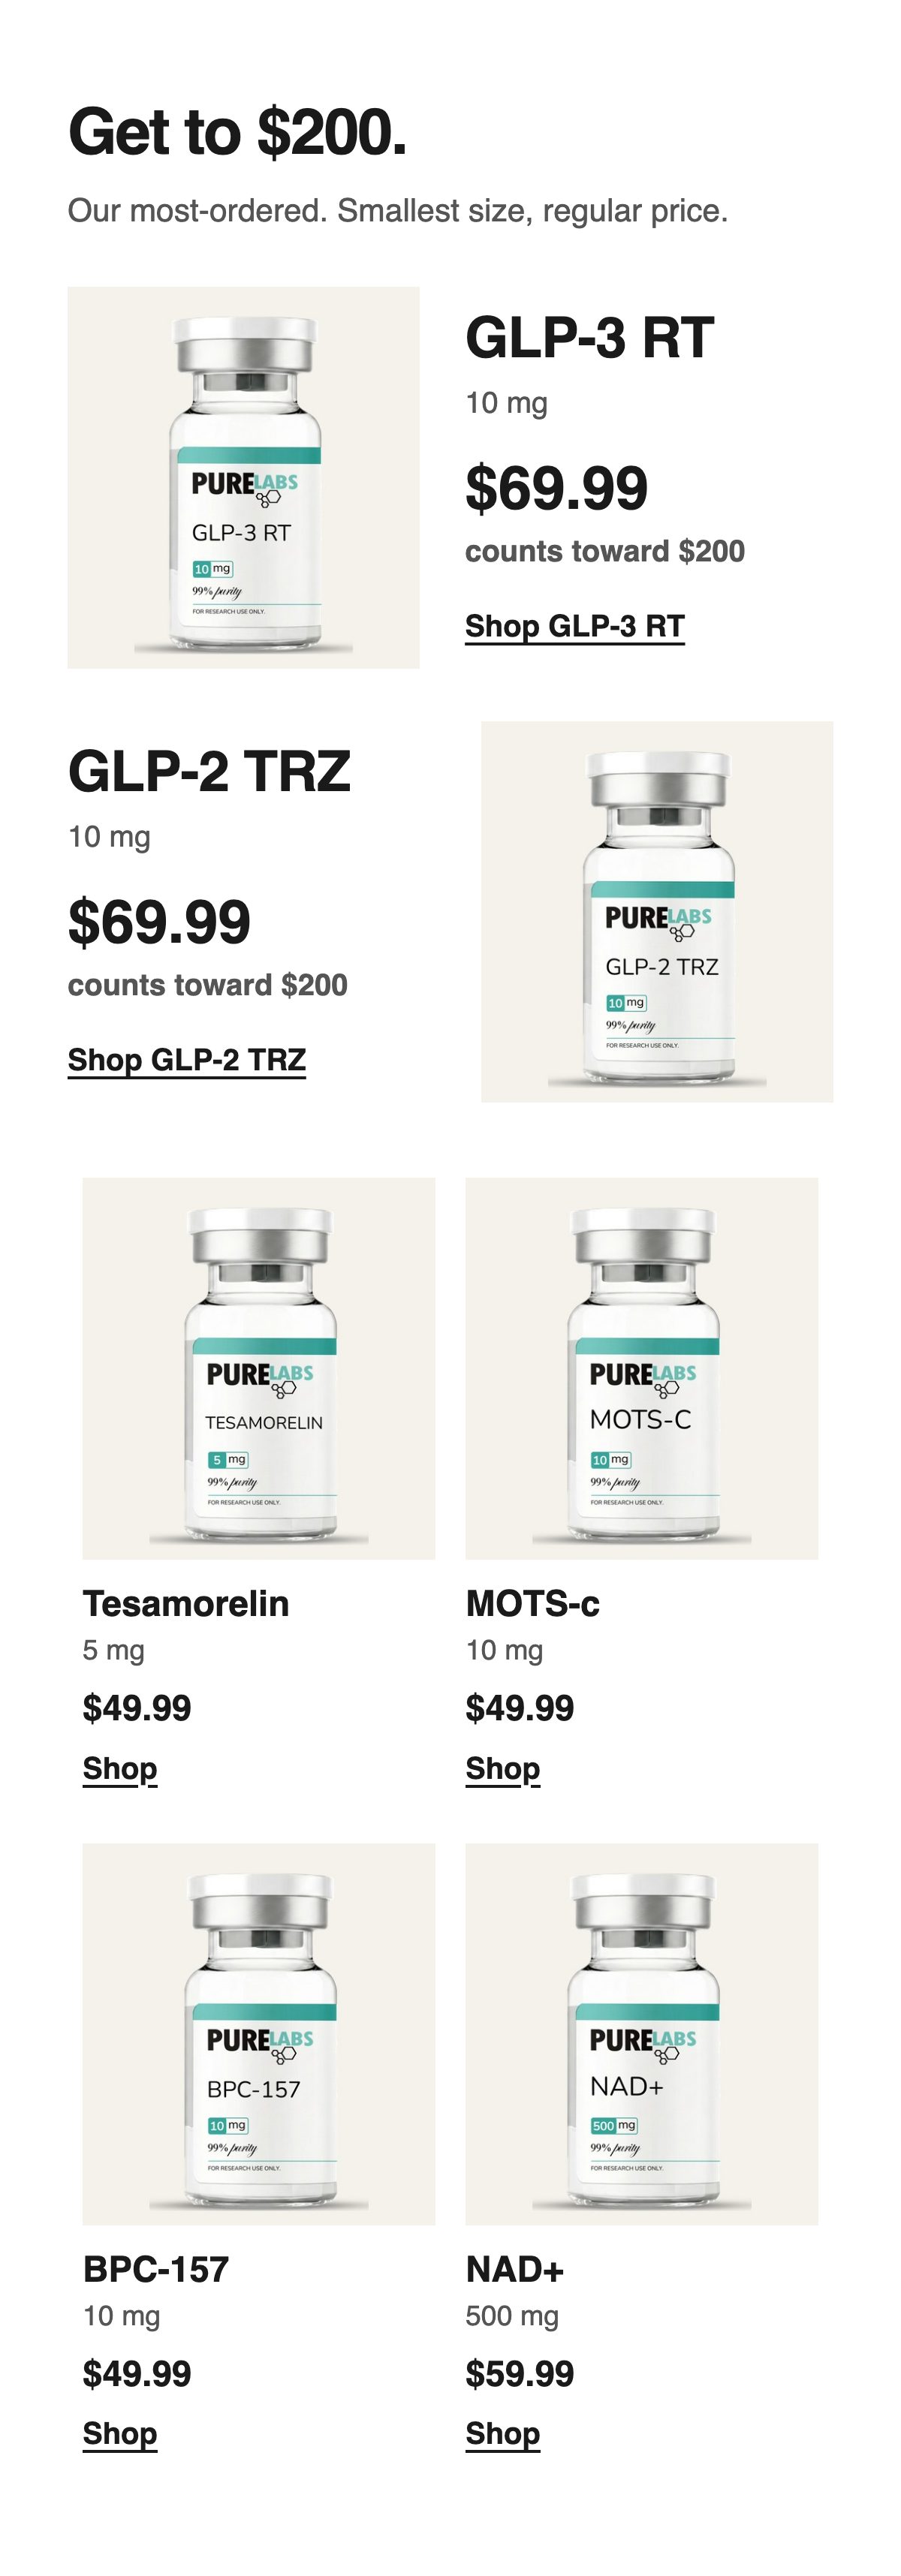 Get to $200.
Our most-ordered. Smallest size, regular price.
PURELABS
GLP-3 RT
10 mg
99% purity
FOR RESEARCH USE ONLY.
GLP-3 RT
10 mg
$69.99
counts toward $200
Shop GLP-3 RT
GLP-2 TRZ
10 mg
$69.99
counts toward $200
Shop GLP-2 TRZ
PURELABS
GLP-2 TRZ
10 mg
99% purity
FOR RESEARCH USE ONLY.
PURELABS
TESAMORELIN
5 mg
99% purity
FOR RESEARCH USE ONLY.
Tesamorelin
5 mg
$49.99
Shop
PURELABS
MOTS-C
10 mg
99% purity
FOR RESEARCH USE ONLY.
MOTS-c
10 mg
$49.99
Shop
PURELABS
BPC-157
10 mg
99% purity
FOR RESEARCH USE ONLY.
BPC-157
10 mg
$49.99
Shop
PURELABS
NAD+
500 mg
99% purity
FOR RESEARCH USE ONLY.
NAD+
500 mg
$59.99
Shop